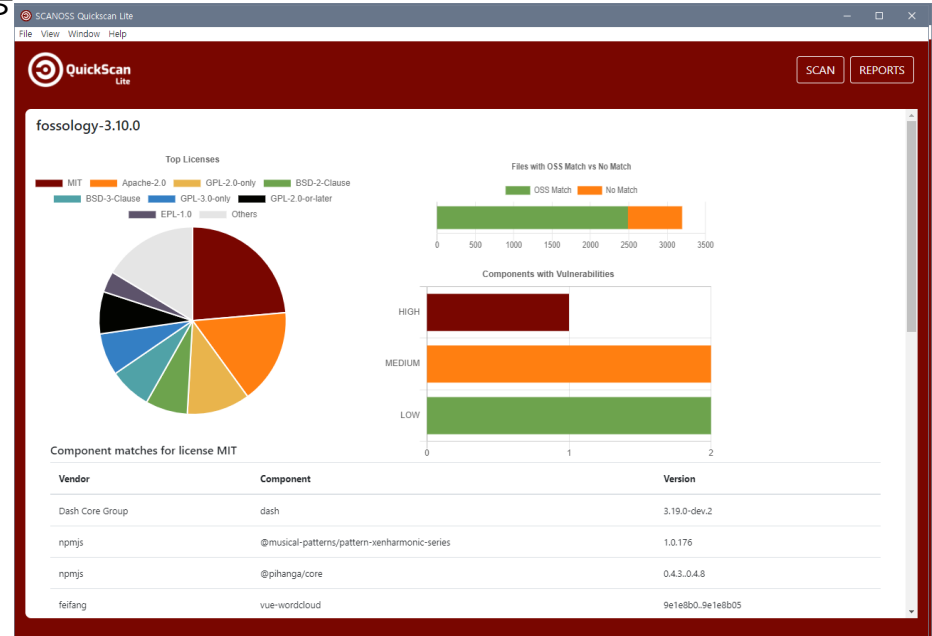 S
SCANOSS Quickscan Lite
File View Window Help
QuickScan
Lite
SCAN
REPORTS
fossology-3.10.0
Top Licenses
MIT Apache-2.0 GPL-2.0-only BSD-2-Clause
BSD-3-Clause GPL-3.0-only GPL-2.0-or-later
EPL-1.0 Others
Files with OSS Match vs No Match
OSS Match No Match
0 500 1000 1500 2000 2500 3000 3500
Components with Vulnerabilities
HIGH
MEDIUM
LOW
0 1 2
Component matches for license MIT
Vendor Component Version
Dash Core Group dash 3.19.0-dev.2
npmjs @musical-patterns/pattern-xenharmonic-series 1.0.176
npmjs @pihanga/core 0.4.3..0.4.8
feifang vue-wordcloud 9e1e8b0..9e1e8b05